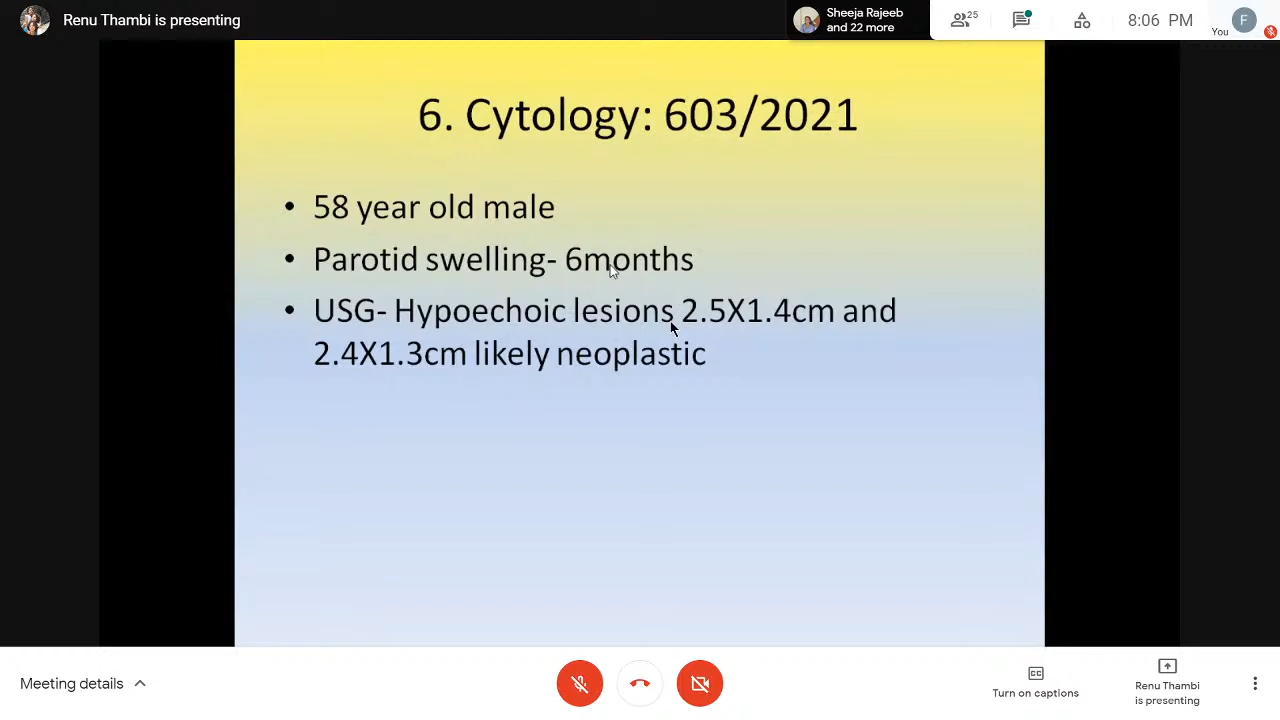 Renu Thambi is presenting
Sheeja Rajeeb
and 22 more
25
8:06 PM
You
F
6. Cytology: 603/2021
• 58 year old male
• Parotid swelling- 6months
• USG- Hypoechoic lesions 2.5X1.4cm and
2.4X1.3cm likely neoplastic
Meeting details
CC
Turn on captions
Renu Thambi
is presenting